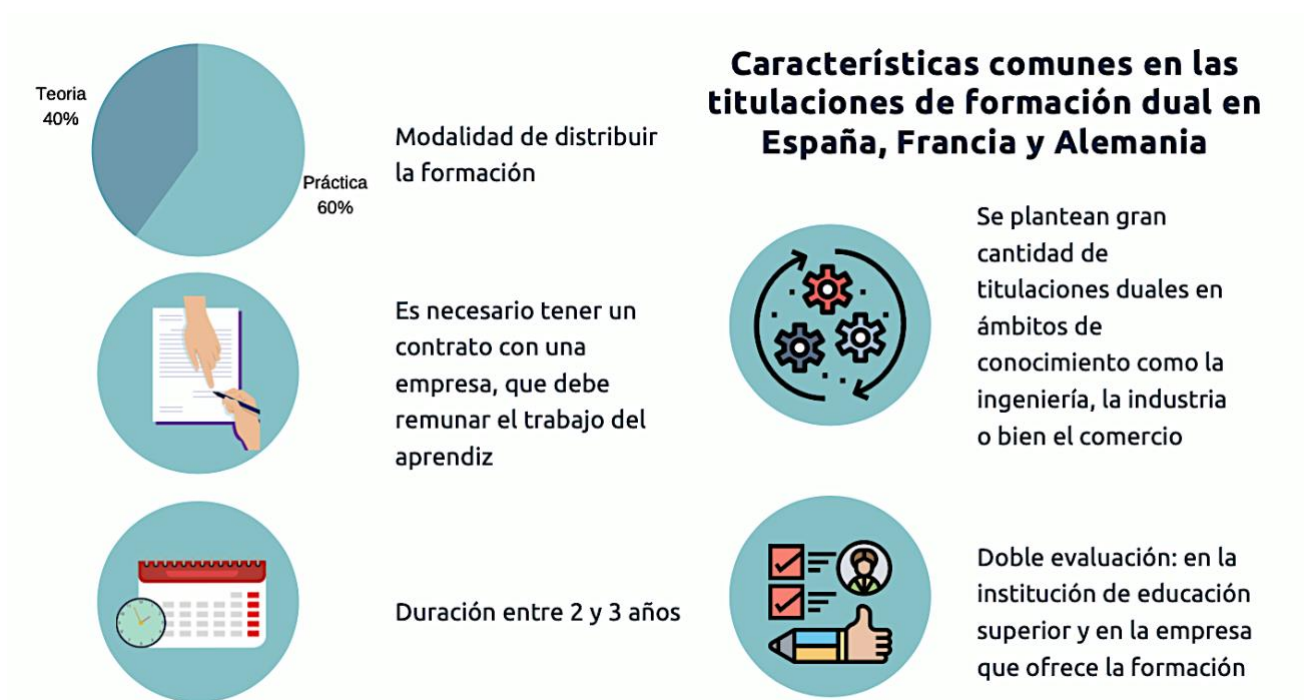 Características comunes en las
titulaciones de formación dual en
España, Francia y Alemania
Teoria
40%
Práctica
60%
Modalidad de distribuir
la formación
Es necesario tener un
contrato con una
empresa, que debe
remunar el trabajo del
aprendiz
Duración entre 2 y 3 años
Se plantean gran
cantidad de
titulaciones duales en
ámbitos de
conocimiento como la
ingeniería, la industria
o bien el comercio
Doble evaluación: en la
institución de educación
superior y en la empresa
que ofrece la formación